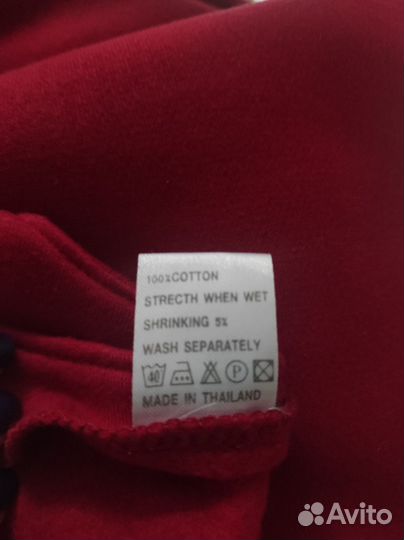 100% COTTON
STRECTH WHEN WET
SHRINKING 5%
WASH SEPARATELY
40 P
MADE IN THAILAND
Avito